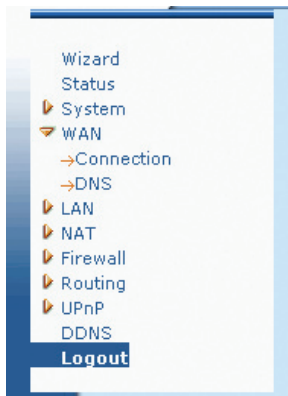 Wizard
Status
System
WAN
→Connection
→DNS
LAN
NAT
Firewall
Routing
UPnP
DDNS
Logout